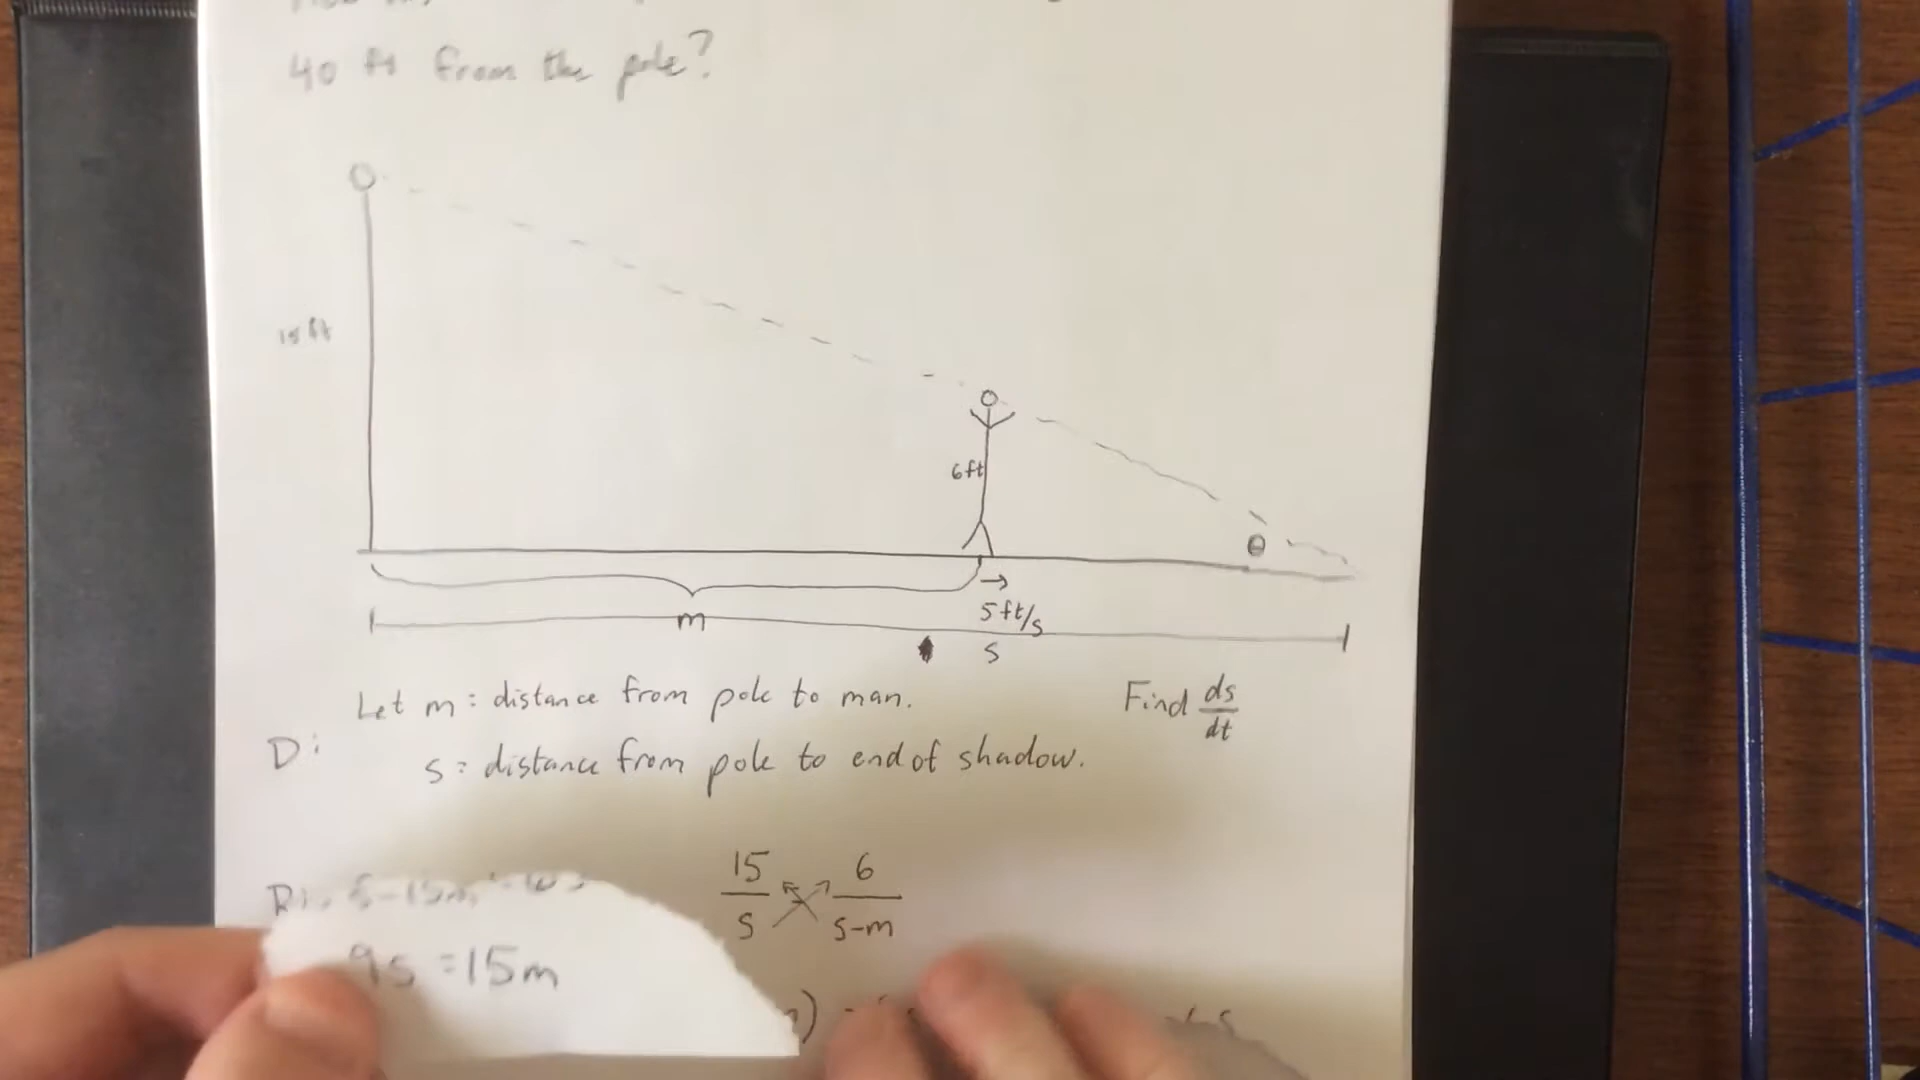 40 ft from the pole?
15 ft
6ft
θ
5ft/s
m
s
Let m = distance from pole to man.
Find ds/dt
D:
s = distance from pole to end of shadow.
15/s 6/s-m
9s = 15m